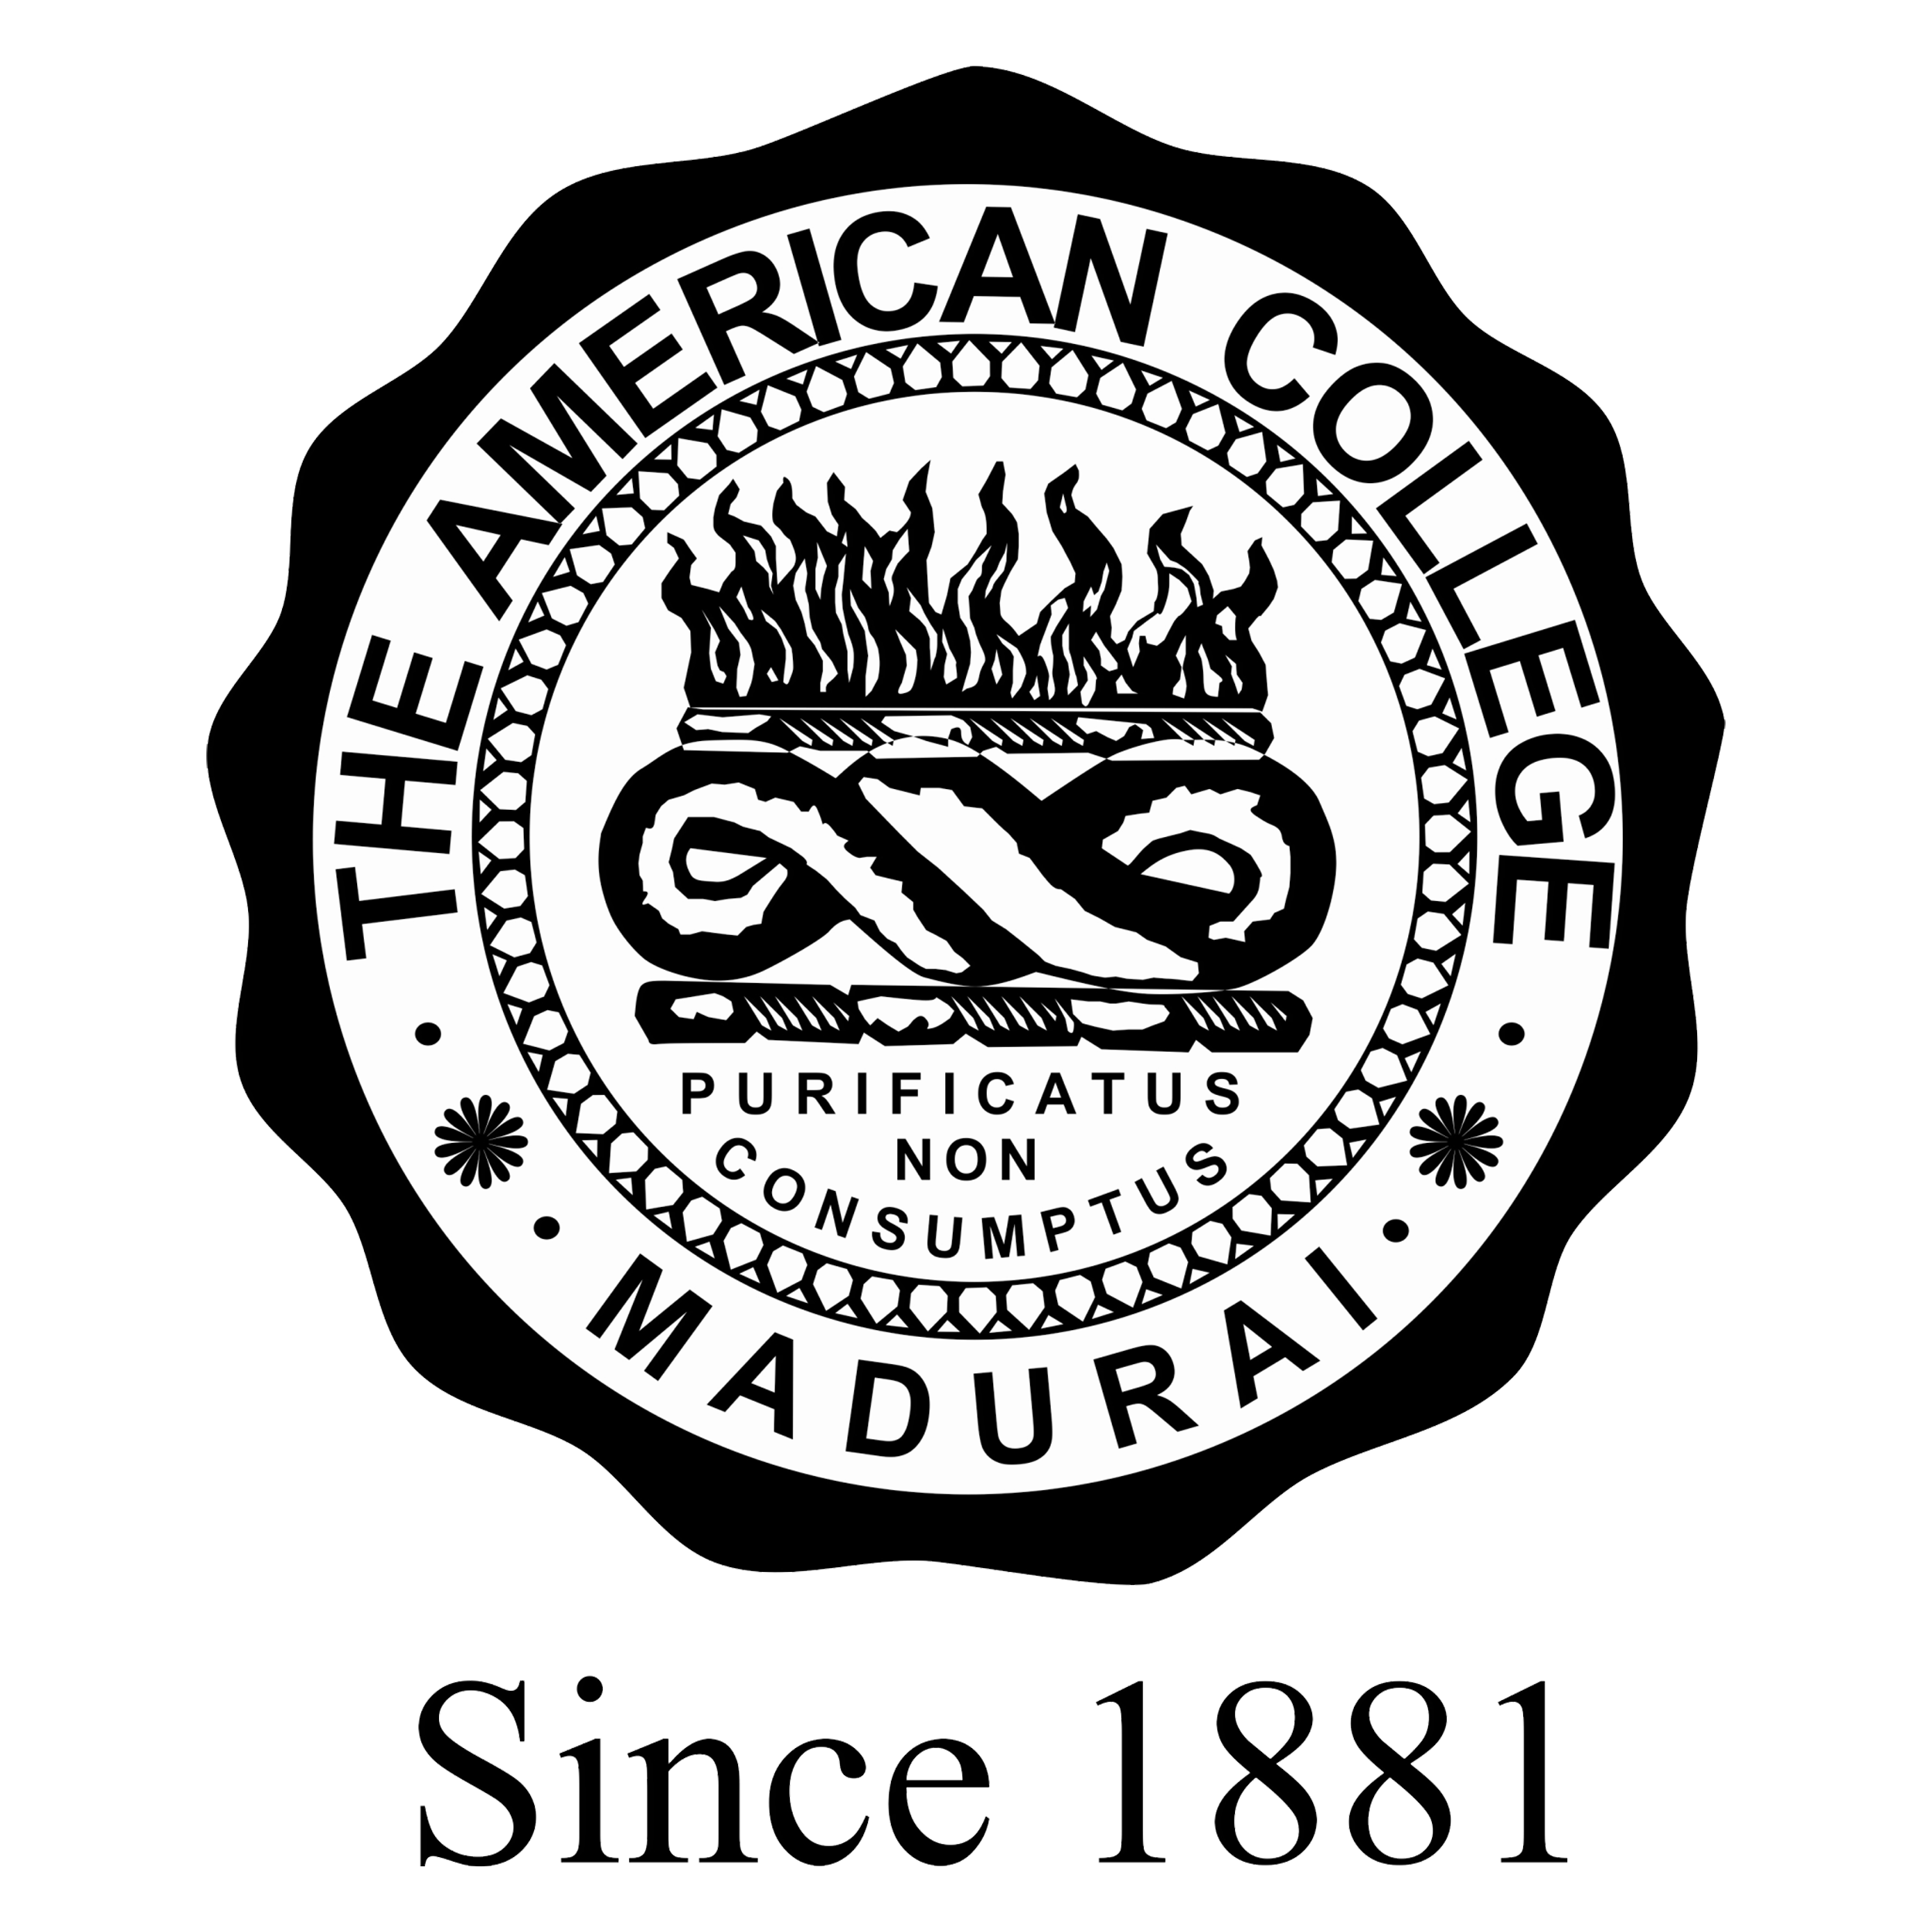 THE AMERICAN COLLEGE
PURIFICATUS
NON
CONSUMPTUS
MADURAI
Since 1881